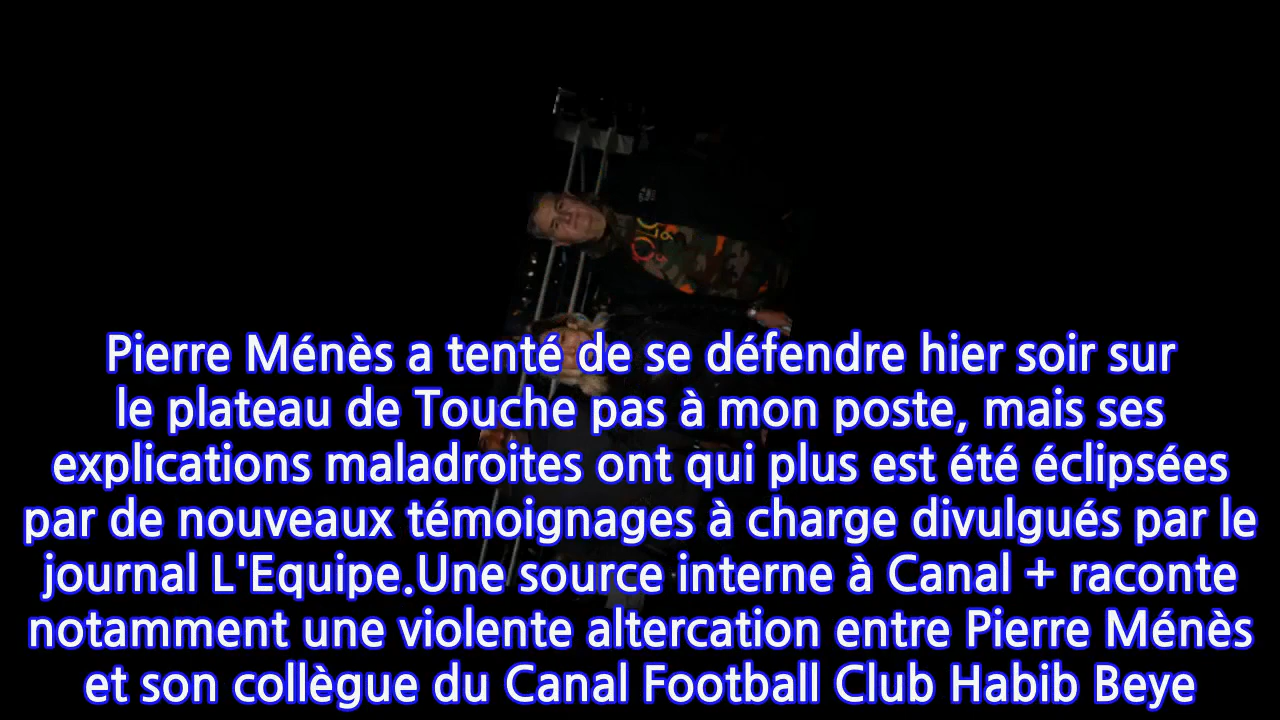 Pierre Ménès a tenté de se défendre hier soir sur
le plateau de Touche pas à mon poste, mais ses
explications maladroites ont qui plus est été éclipsées
par de nouveaux témoignages à charge divulgués par le
journal L'Equipe.Une source interne à Canal + raconte
notamment une violente altercation entre Pierre Ménès
et son collègue du Canal Football Club Habib Beye